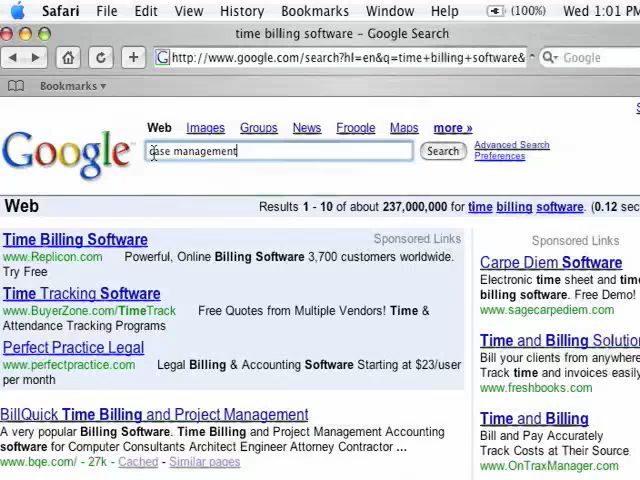 Safari File Edit View History Bookmarks Window Help (100%) Wed 1:01 PM
time billing software – Google Search
http://www.google.com/search?hl=en&q=time+billing+software& Google
Bookmarks
Web Images Groups News Froogle Maps more »
Google case management Search Advanced Search
Preferences
Web Results 1 - 10 of about 237,000,000 for time billing software. (0.12 sec
Time Billing Software Sponsored Links
www.Replicon.com Powerful, Online Billing Software 3,700 customers worldwide.
Try Free
Time Tracking Software
www.BuyerZone.com/TimeTrack Free Quotes from Multiple Vendors! Time &
Attendance Tracking Programs
Perfect Practice Legal
www.perfectpractice.com Legal Billing & Accounting Software Starting at $23/user
per month
BillQuick Time Billing and Project Management
A very popular Billing Software. Time Billing and Project Management Accounting
software for Computer Consultants Architect Engineer Attorney Contractor ...
www.bqe.com/ - 27k - Cached - Similar pages
Sponsored Links
Carpe Diem Software
Electronic time sheet and time
billing software. Free Demo!
www.sagecarpediem.com
Time and Billing Solutio
Bill your clients from anywhere
Track time and invoices easily
www.freshbooks.com
Time and Billing
Bill and Pay Accurately
Track Costs at Their Source
www.OnTraxManager.com